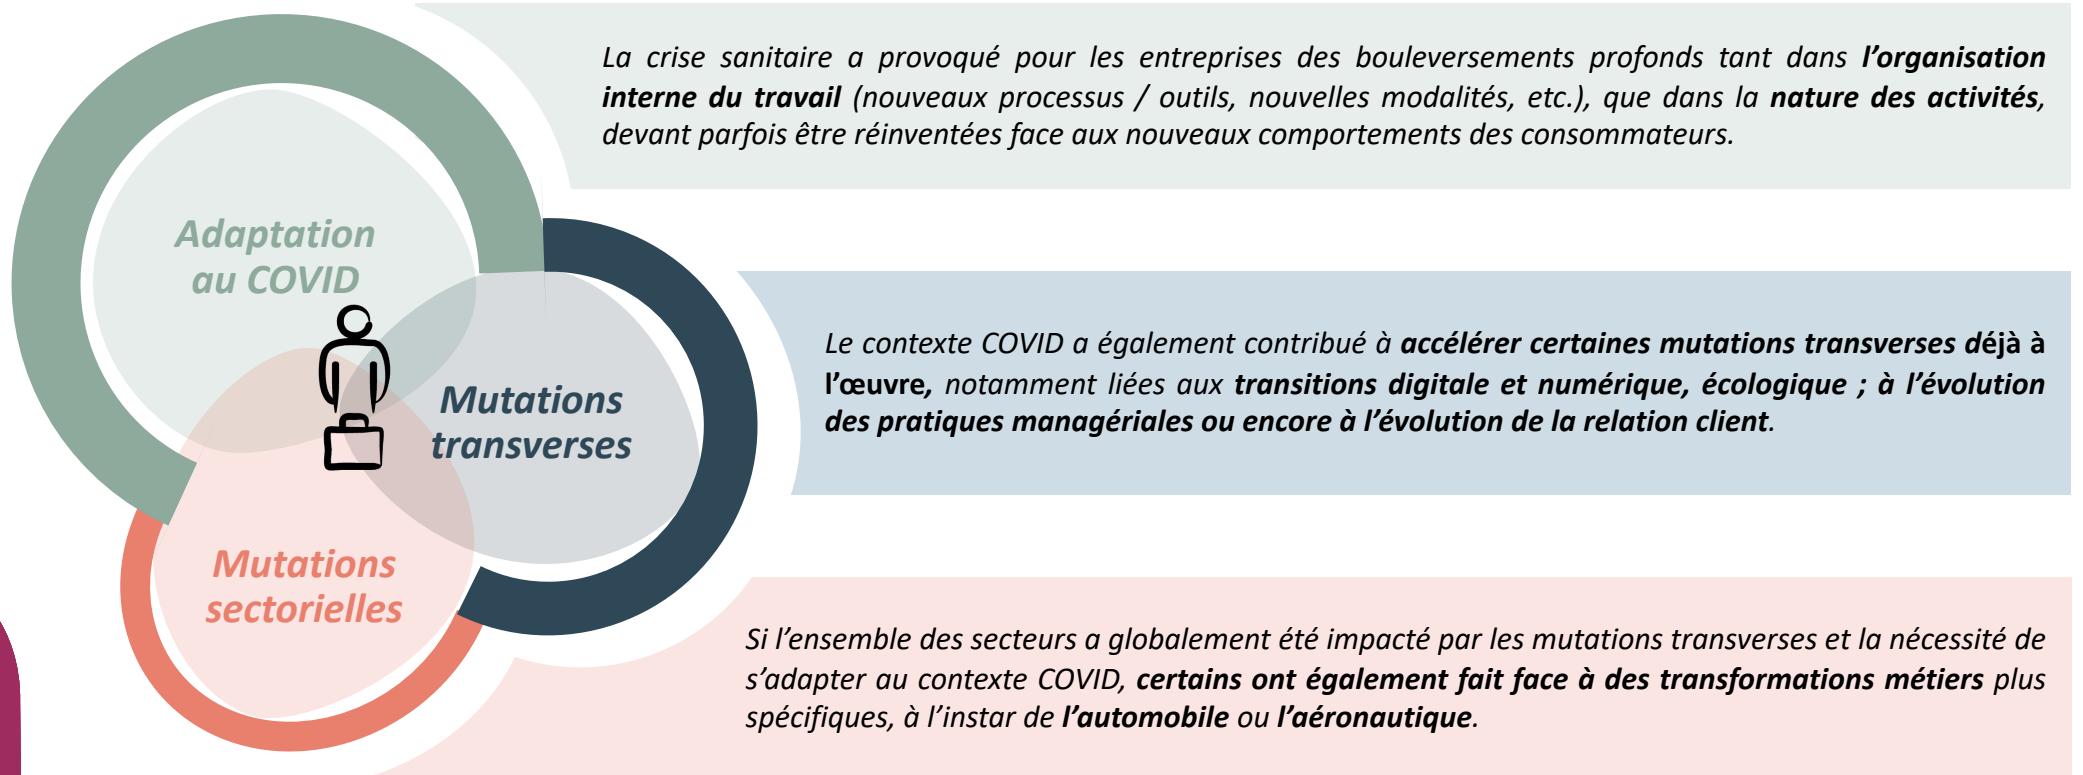 La crise sanitaire a provoqué pour les entreprises des bouleversements profonds tant dans l’organisation
interne du travail (nouveaux processus / outils, nouvelles modalités, etc.), que dans la nature des activités,
devant parfois être réinventées face aux nouveaux comportements des consommateurs.
Adaptation
au COVID
Le contexte COVID a également contribué à accélérer certaines mutations transverses déjà à
l’œuvre, notamment liées aux transitions digitale et numérique, écologique ; à l’évolution
des pratiques managériales ou encore à l’évolution de la relation client.
Mutations
transverses
Mutations
sectorielles
Si l’ensemble des secteurs a globalement été impacté par les mutations transverses et la nécessité de
s’adapter au contexte COVID, certains ont également fait face à des transformations métiers plus
spécifiques, à l’instar de l’automobile ou l’aéronautique.